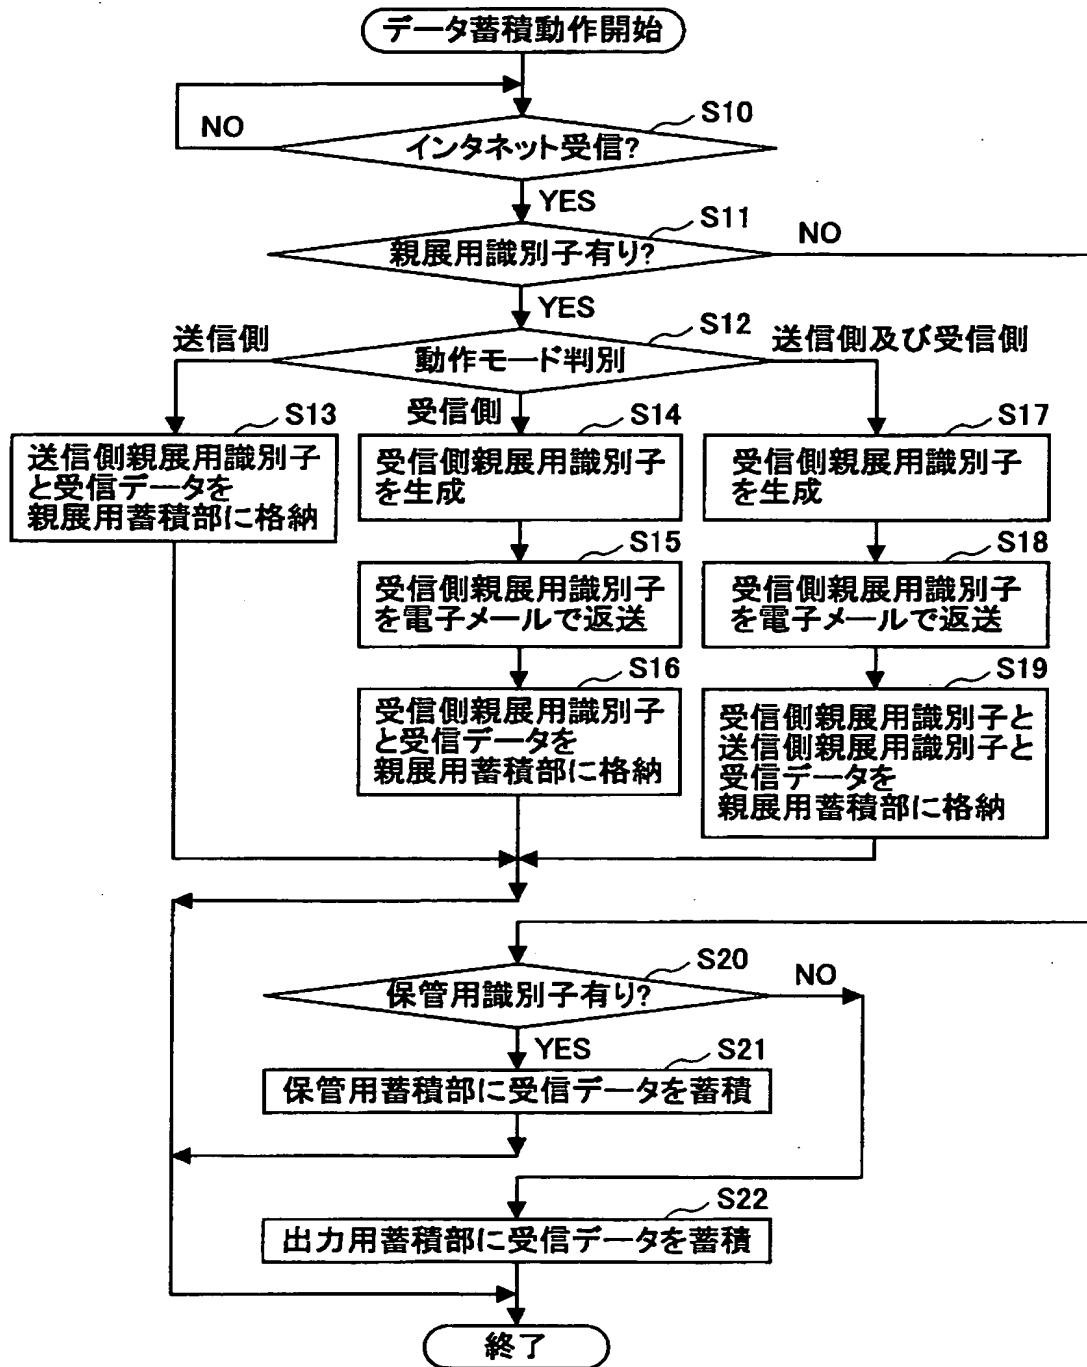 データ蓄積動作開始
S10
NO
インタネット受信?
YES
S11
NO
親展用識別子有り?
YES
S12
送信側
送信側及び受信側
動作モード判別
受信側
S13
送信側親展用識別子
と受信データを
親展用蓄積部に格納
S14
受信側親展用識別子
を生成
S17
受信側親展用識別子
を生成
S15
受信側親展用識別子
を電子メールで返送
S18
受信側親展用識別子
を電子メールで返送
S16
受信側親展用識別子
と受信データを
親展用蓄積部に格納
S19
受信側親展用識別子と
送信側親展用識別子と
受信データを
親展用蓄積部に格納
S20
NO
保管用識別子有り?
YES
S21
保管用蓄積部に受信データを蓄積
S22
出力用蓄積部に受信データを蓄積
終了